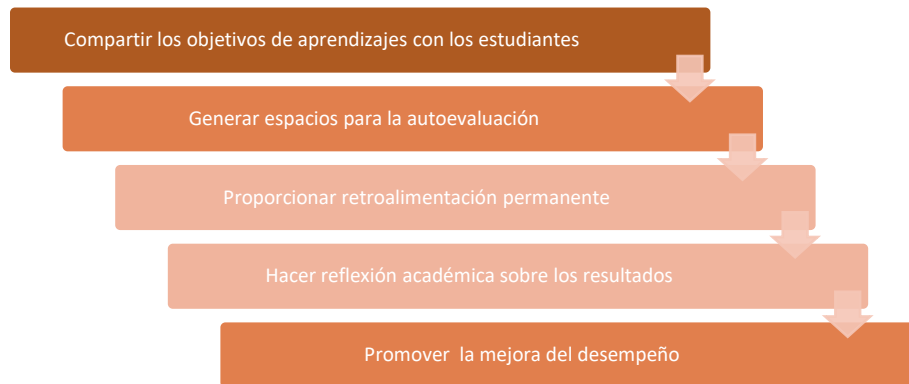 Compartir los objetivos de aprendizajes con los estudiantes
Generar espacios para la autoevaluación
Proporcionar retroalimentación permanente
Hacer reflexión académica sobre los resultados
Promover la mejora del desempeño